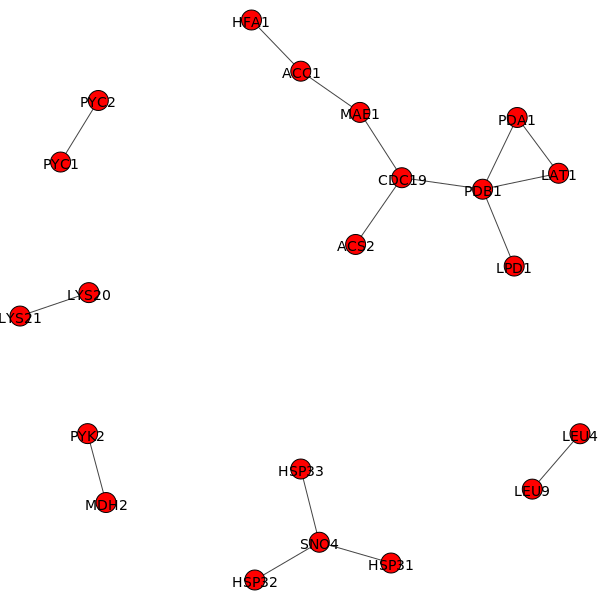 HFA1
ACC1
PYC2
MAE1
PDA1
PYC1
LAT1
CDC19
PDB1
ACS2
LPD1
LYS20
LYS21
PYK2
LEU4
HSP33
LEU9
MDH2
SNO4
HSP31
HSP32